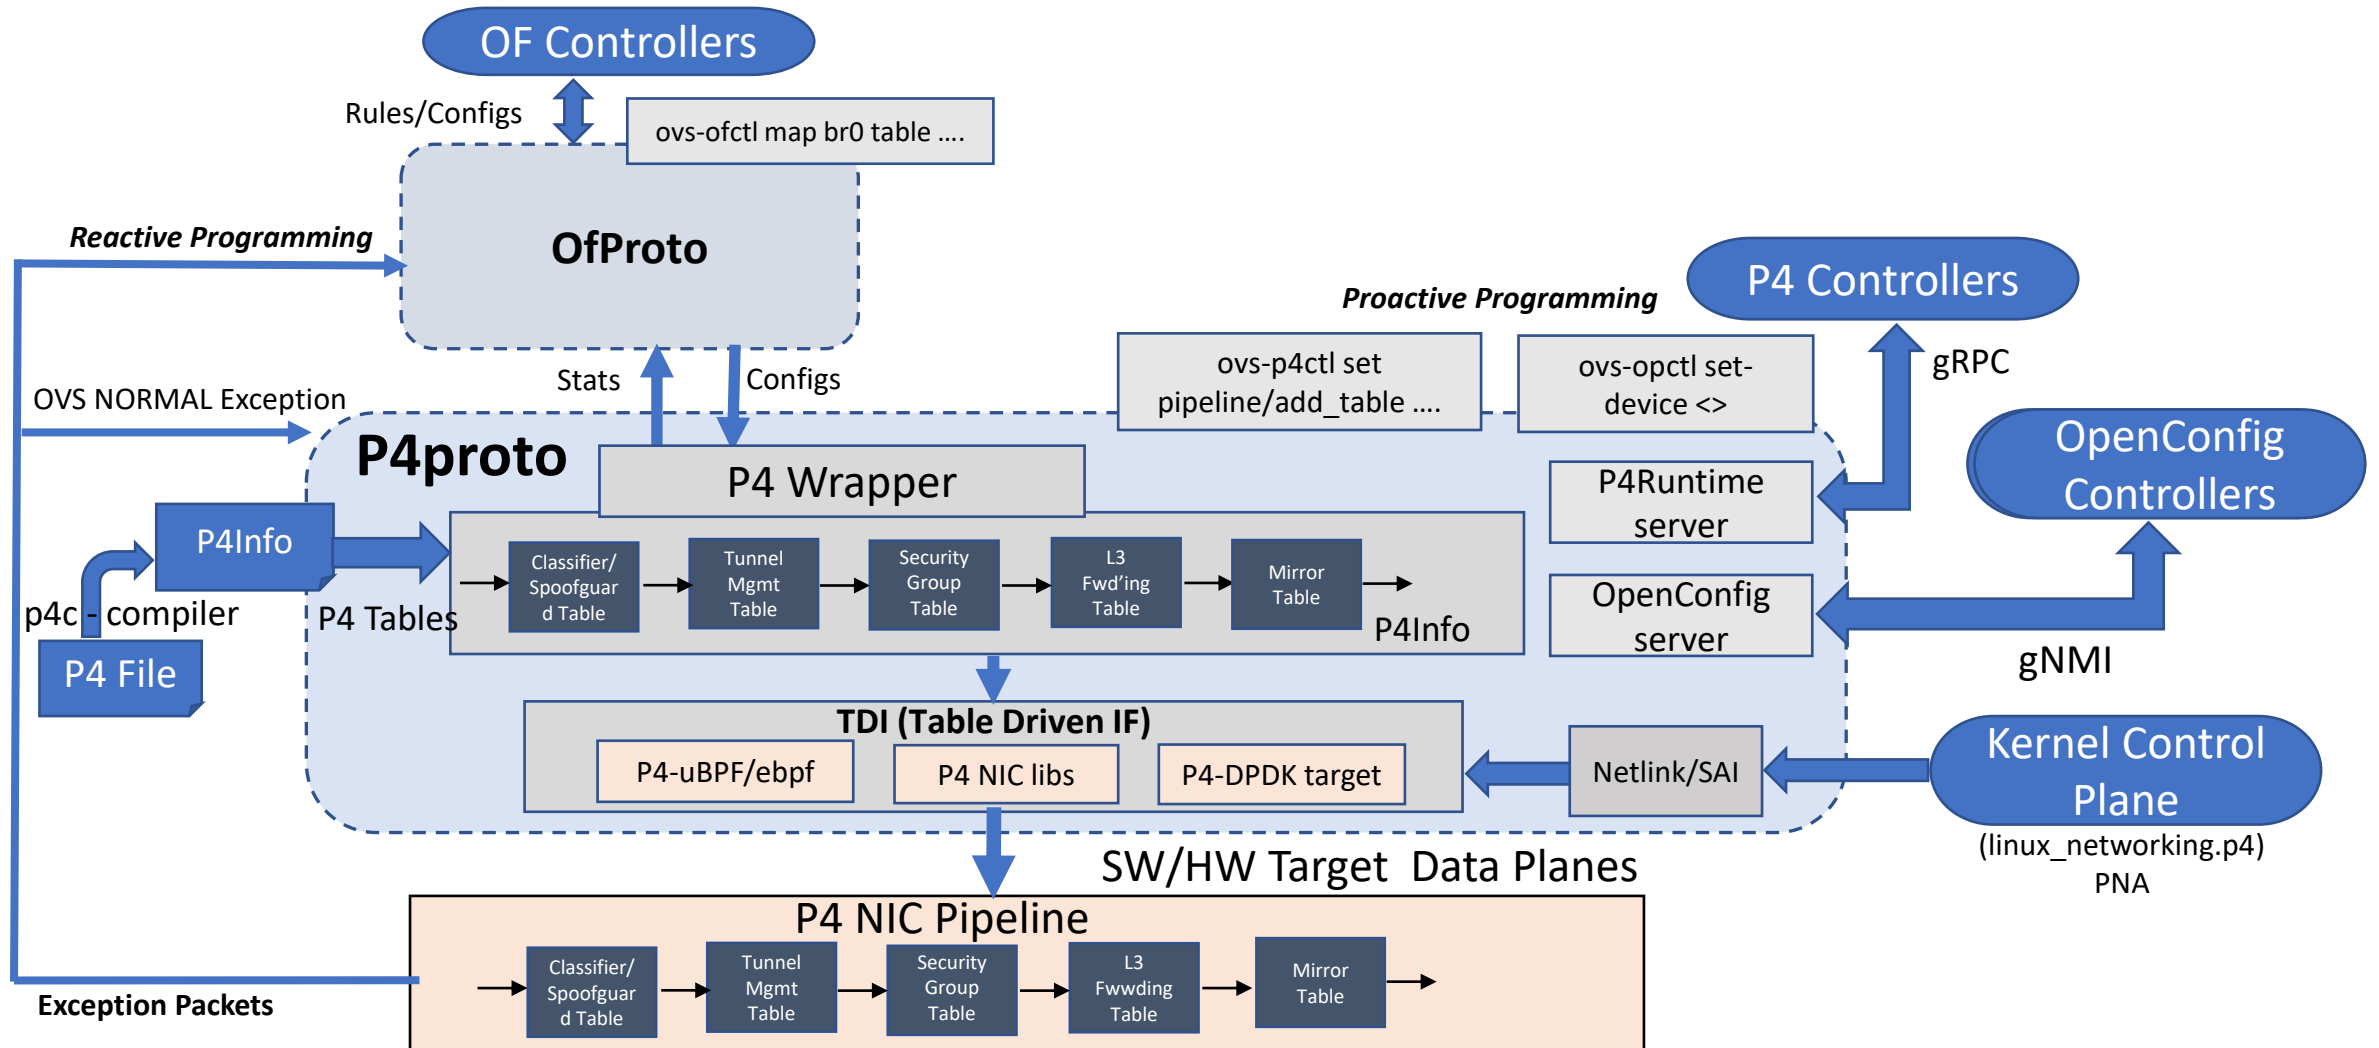 OF Controllers
Rules/Configs
ovs-ofctl map br0 table ....
Reactive Programming
OfProto
P4 Controllers
Proactive Programming
ovs-p4ctl set
pipeline/add_table ....
ovs-opctl set-
device <>
gRPC
Stats
Configs
OVS NORMAL Exception
P4proto
P4 Wrapper
P4Runtime
server
OpenConfig
Controllers
P4Info
p4c - compiler
P4 File
P4 Tables
Classifier/
Spoofguar
d Table
Tunnel
Mgmt
Table
Security
Group
Table
L3
Fwd'ing
Table
Mirror
Table
P4Info
OpenConfig
server
gNMI
TDI (Table Driven IF)
P4-uBPF/ebpf
P4 NIC libs
P4-DPDK target
Netlink/SAI
Kernel Control
Plane
(linux_networking.p4)
PNA
SW/HW Target  Data Planes
P4 NIC Pipeline
Classifier/
Spoofguar
d Table
Tunnel
Mgmt
Table
Security
Group
Table
L3
Fwwding
Table
Mirror
Table
Exception Packets